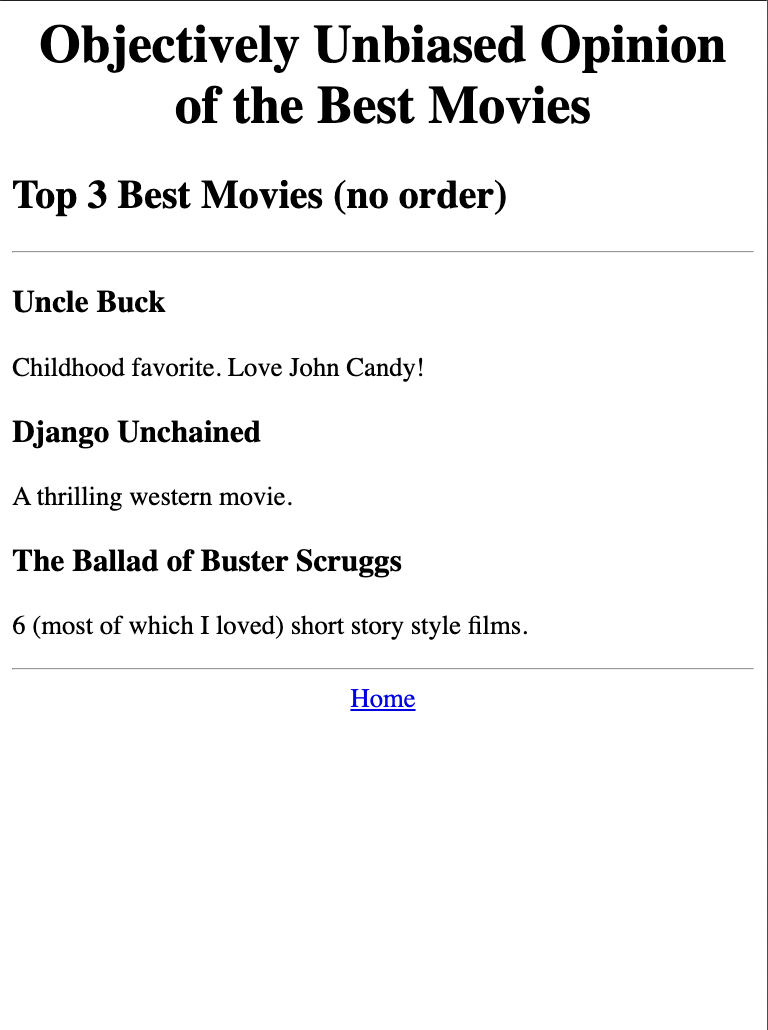 Objectively Unbiased Opinion
of the Best Movies
Top 3 Best Movies (no order)
Uncle Buck
Childhood favorite. Love John Candy!
Django Unchained
A thrilling western movie.
The Ballad of Buster Scruggs
6 (most of which I loved) short story style films.
Home